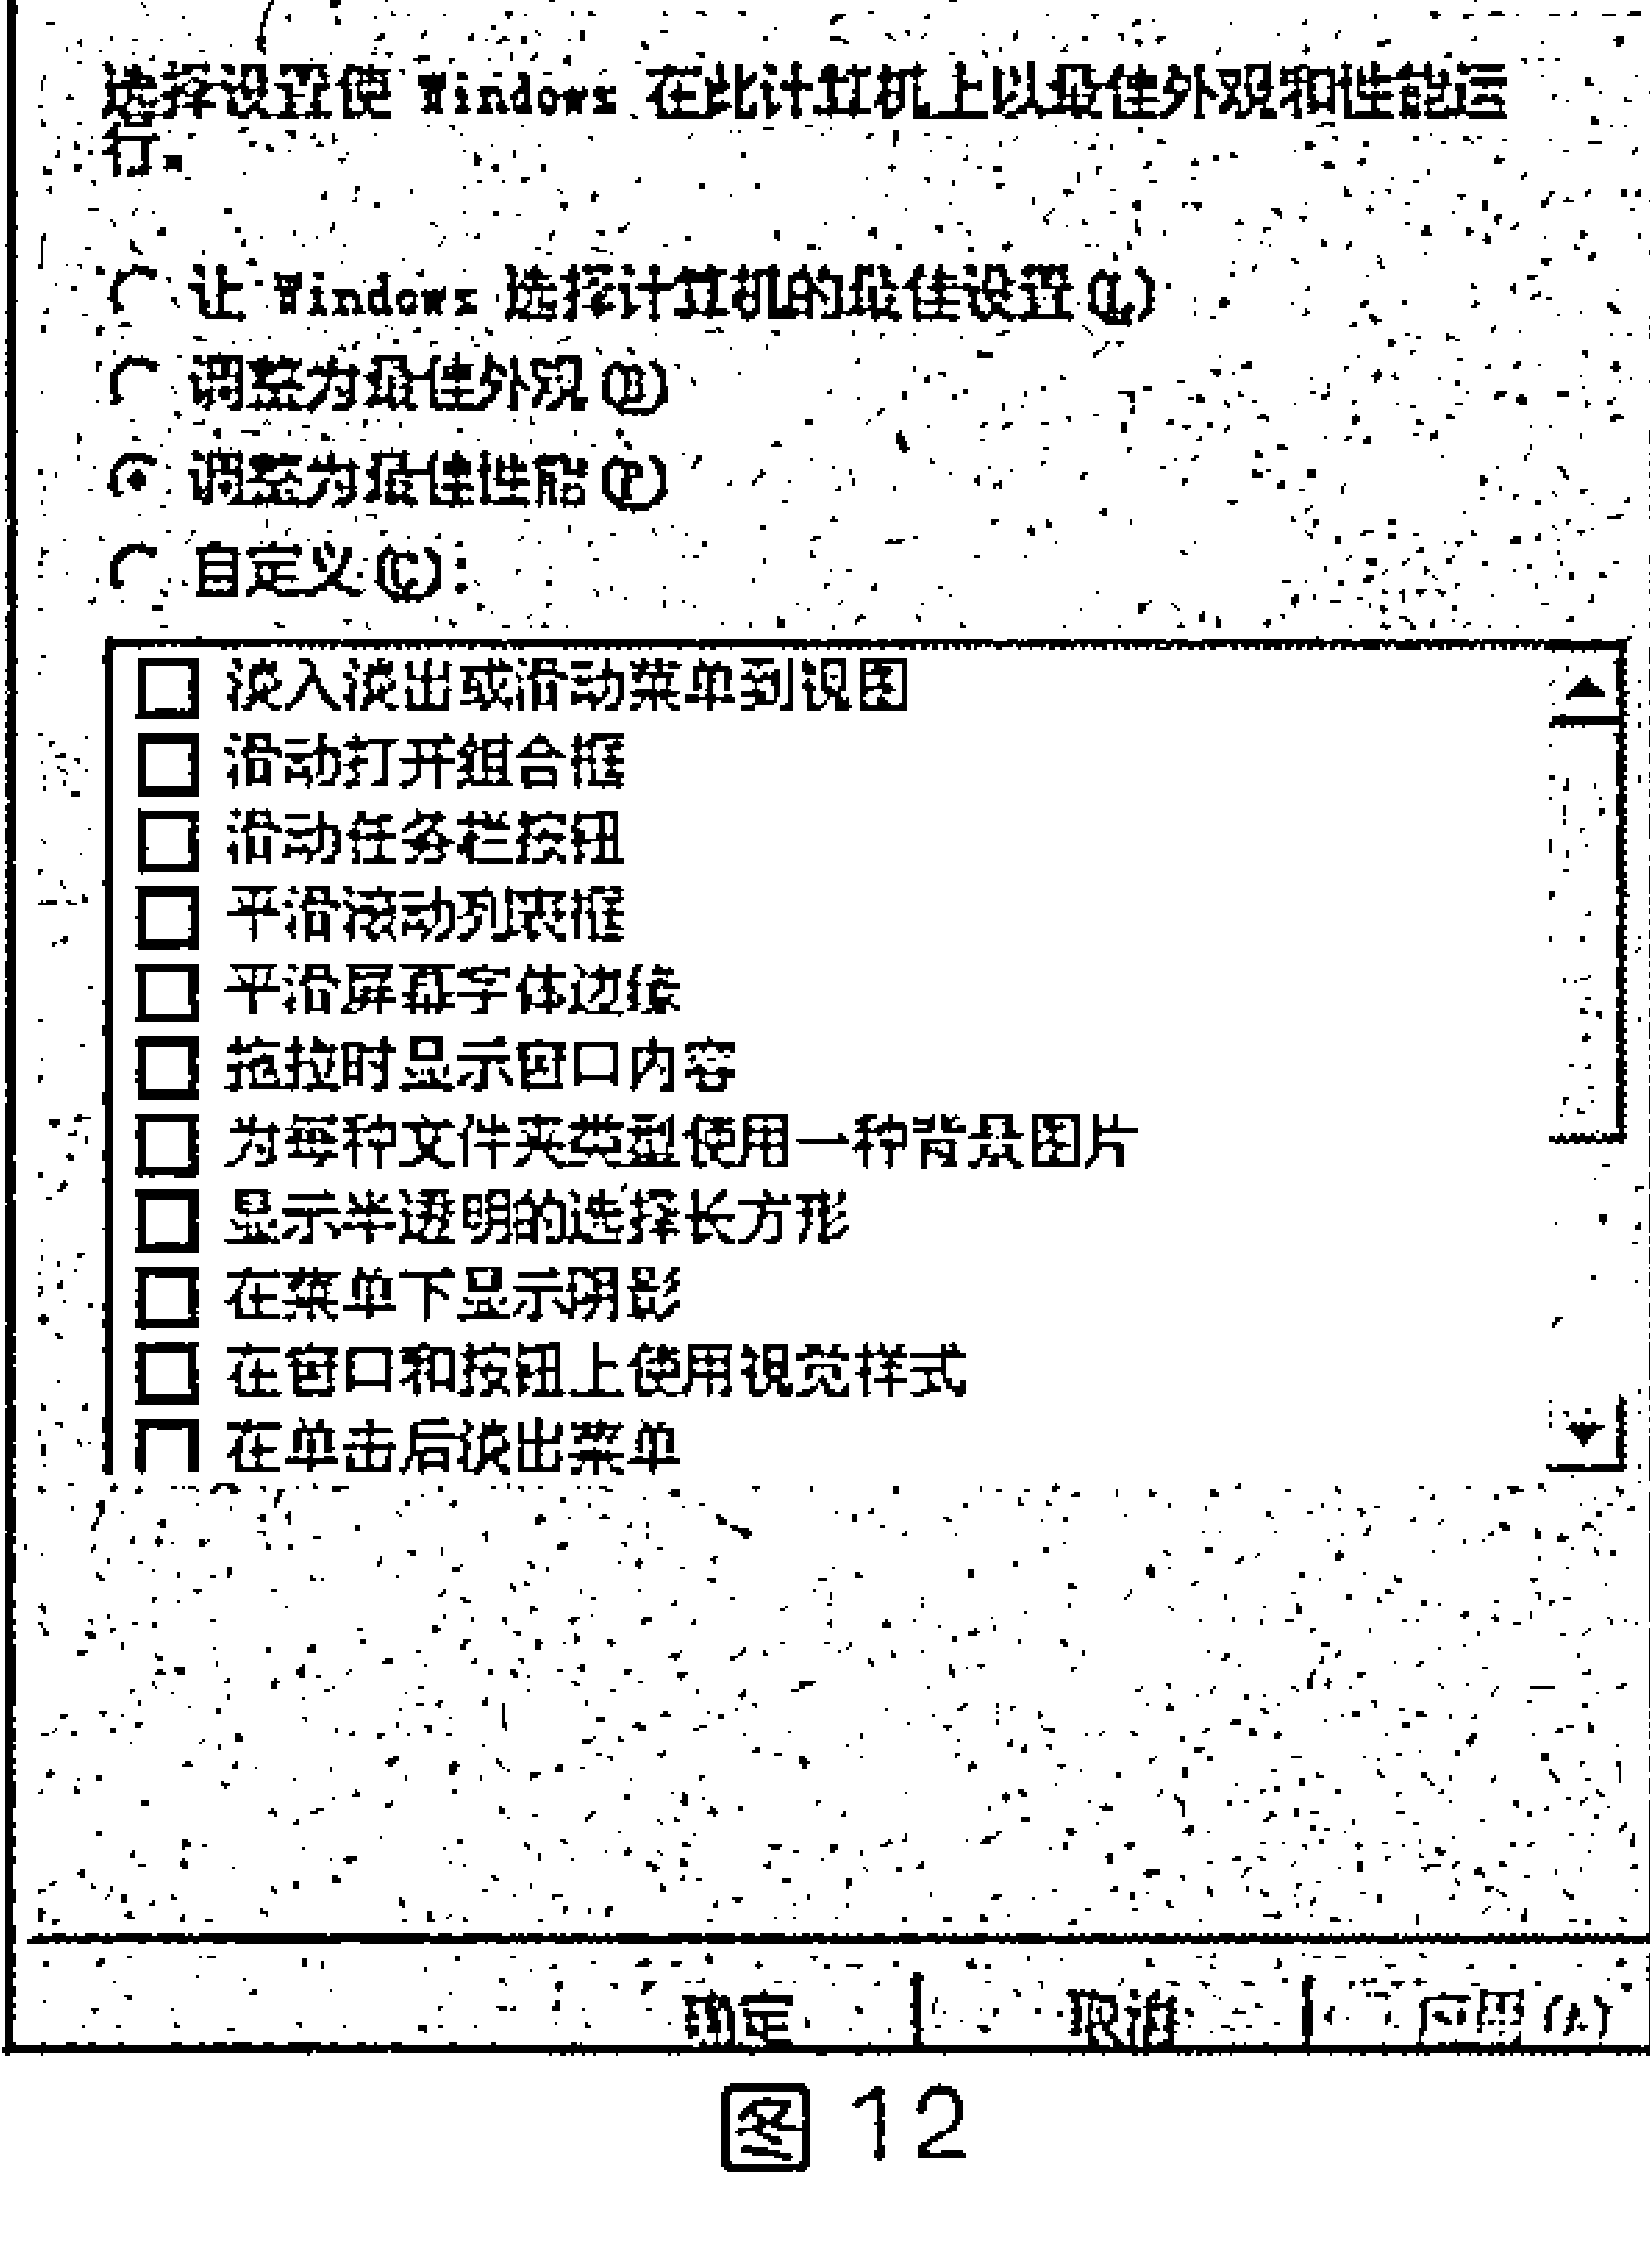 选择设置使 Windows 在此计算机上以最佳外观和性能运
行。
让 Windows 选择计算机的最佳设置(L)
调整为最佳外观(B)
调整为最佳性能(P)
自定义(C):
淡入淡出或滑动菜单到视图
滑动打开组合框
滑动任务栏按钮
平滑滚动列表框
平滑屏幕字体边缘
拖拉时显示窗口内容
为每种文件夹类型使用一种背景图片
显示半透明的选择长方形
在菜单下显示阴影
在窗口和按钮上使用视觉样式
在单击后淡出菜单
确定 取消 应用(A)
图 12